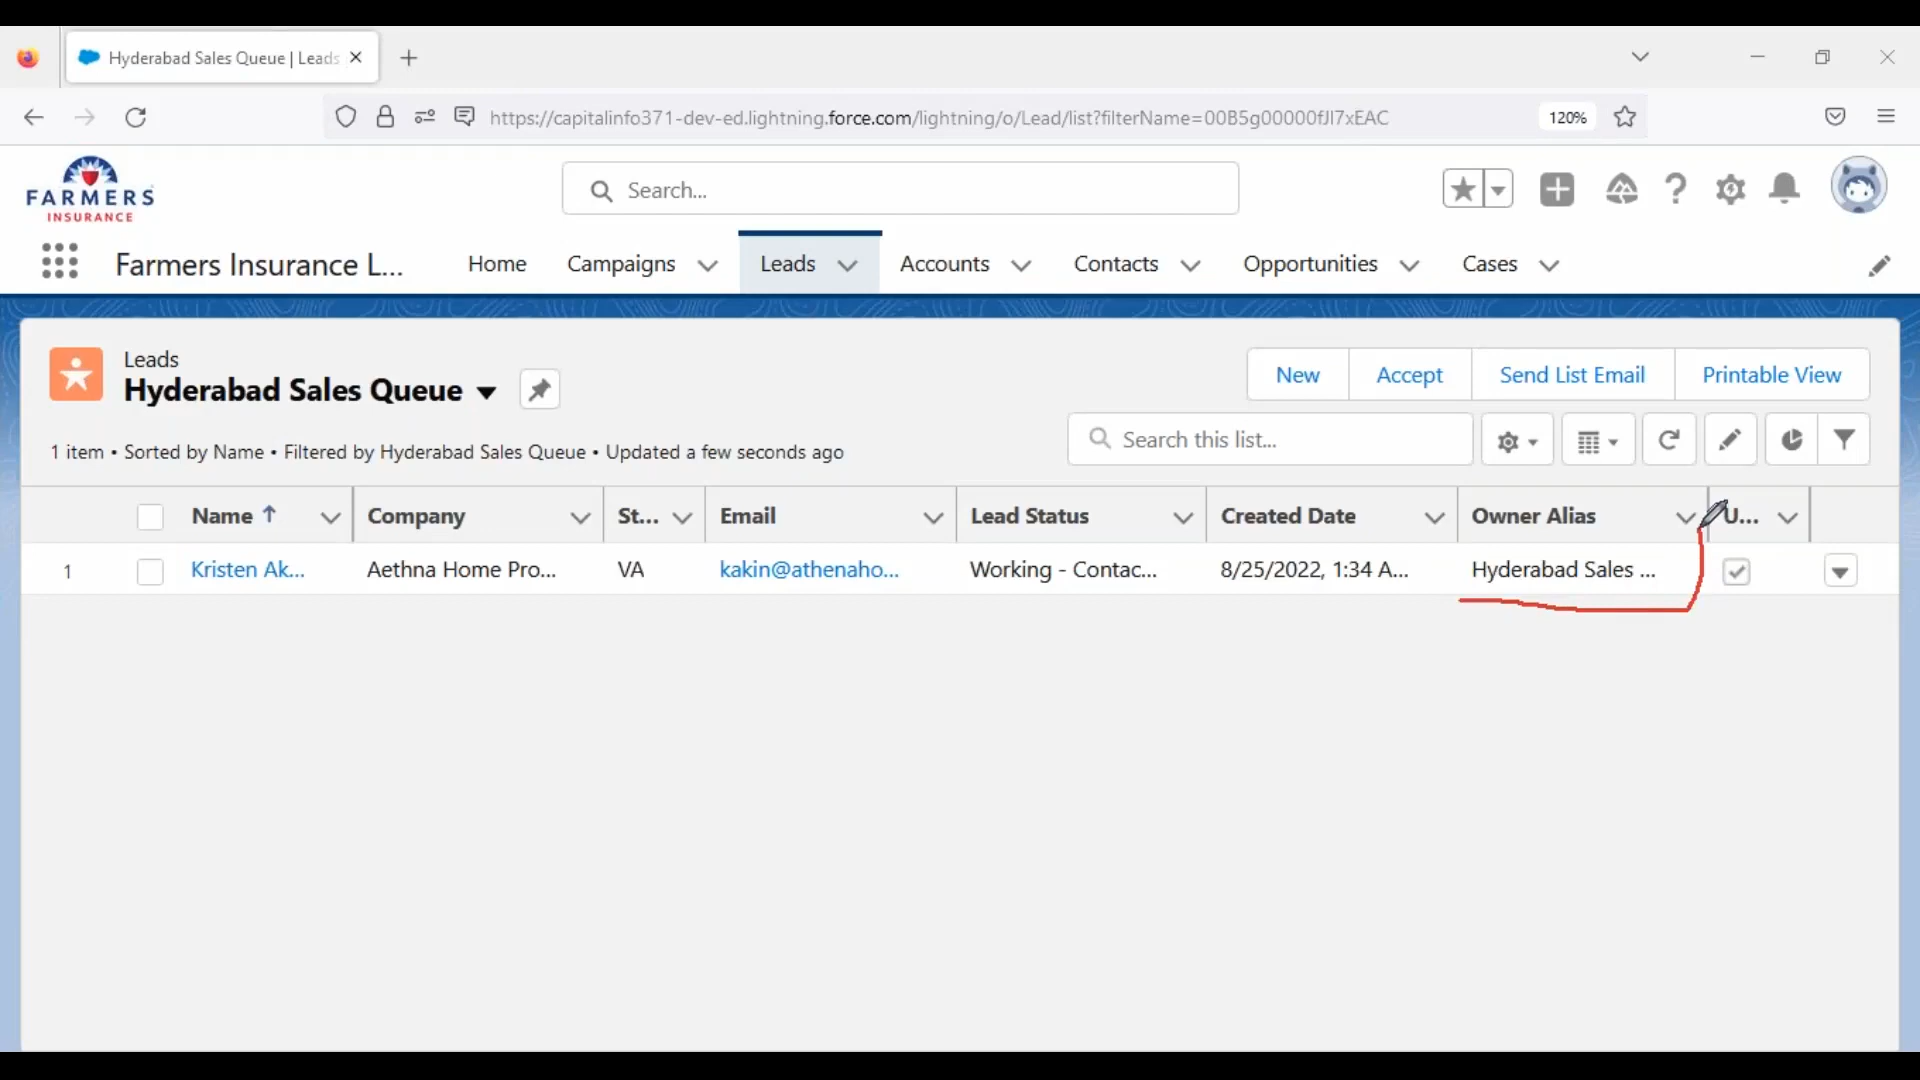 Hyderabad Sales Queue | Leads
https://capitalinfo371-dev-ed.lightning.force.com/lightning/o/Lead/list?filterName=00B5g00000fJI7xEAC
120%
FARMERS
INSURANCE
Search...
Farmers Insurance L...
Home
Campaigns
Leads
Accounts
Contacts
Opportunities
Cases
Leads
Hyderabad Sales Queue
New
Accept
Send List Email
Printable View
1 item • Sorted by Name • Filtered by Hyderabad Sales Queue • Updated a few seconds ago
Search this list...
Name Company St... Email Lead Status Created Date Owner Alias U...
1 Kristen Ak... Aethna Home Pro... VA kakin@athenaho... Working - Contac... 8/25/2022, 1:34 A... Hyderabad Sales ...